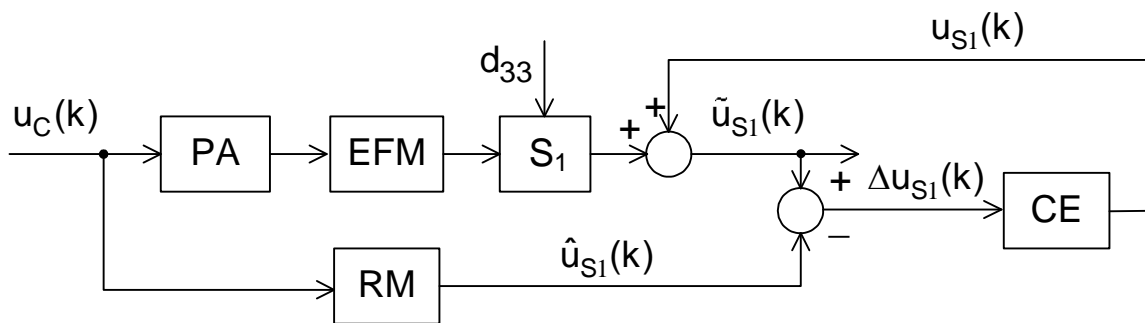 u_S1(k)
d_33
u_C(k)
+
+
ũ_S1(k)
PA
EFM
S_1
+
Δu_S1(k)
CE
−
û_S1(k)
RM